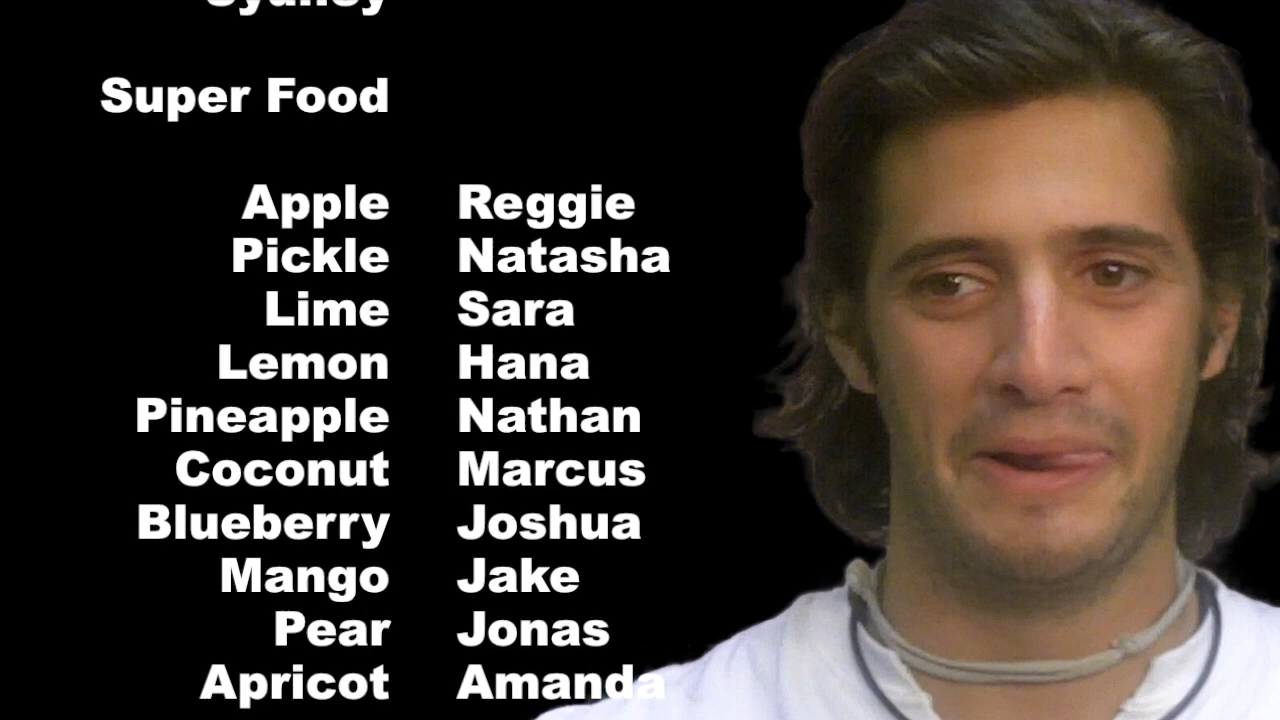 Sydney
Super Food
Apple Reggie
Pickle Natasha
Lime Sara
Lemon Hana
Pineapple Nathan
Coconut Marcus
Blueberry Joshua
Mango Jake
Pear Jonas
Apricot Amanda